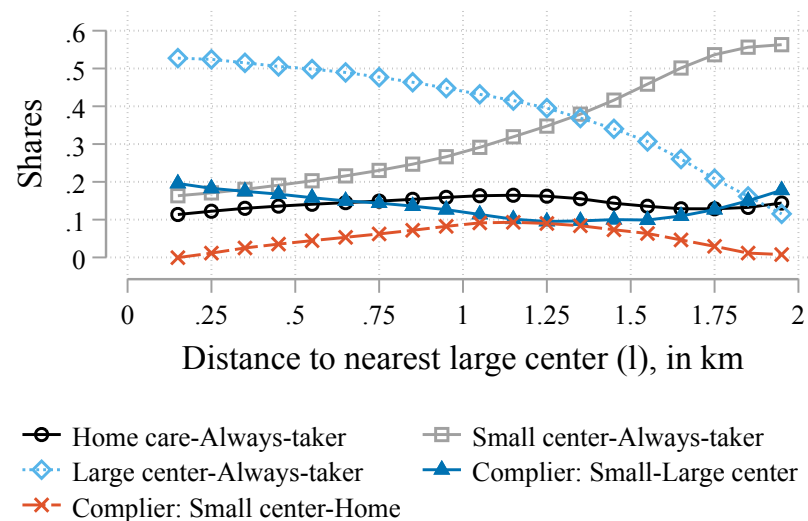 .6
.5
.4
.3
.2
.1
0
Shares
0 .25 .5 .75 1 1.25 1.5 1.75 2
Distance to nearest large center (l), in km
Home care-Always-taker Small center-Always-taker
Large center-Always-taker Complier: Small-Large center
Complier: Small center-Home